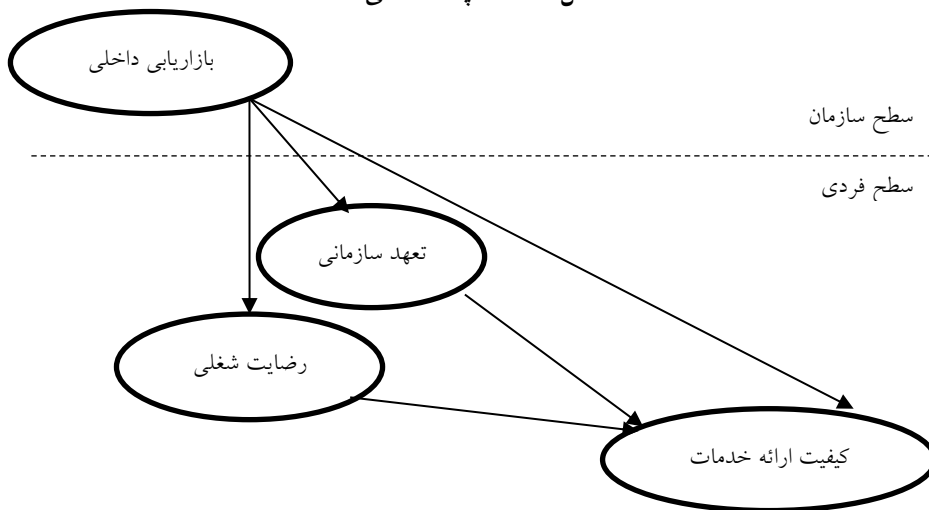 بازاریابی داخلی
سطح سازمان
سطح فردی
تعهد سازمانی
رضایت شغلی
کیفیت ارائه خدمات